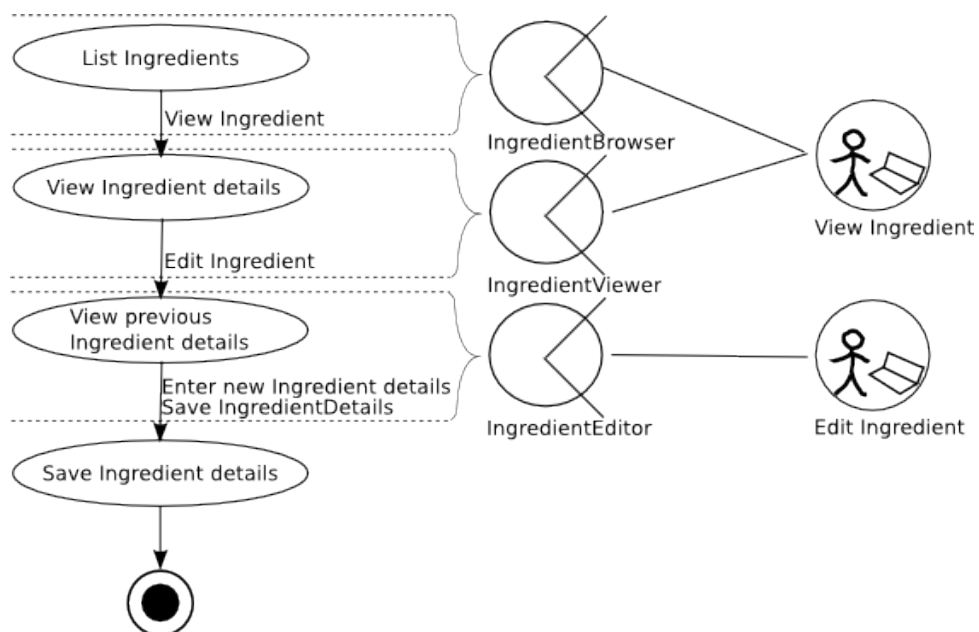 List Ingredients
View Ingredient
View Ingredient details
Edit Ingredient
View previous
Ingredient details
Enter new Ingredient details
Save IngredientDetails
Save Ingredient details
IngredientBrowser
IngredientViewer
IngredientEditor
View Ingredient
Edit Ingredient